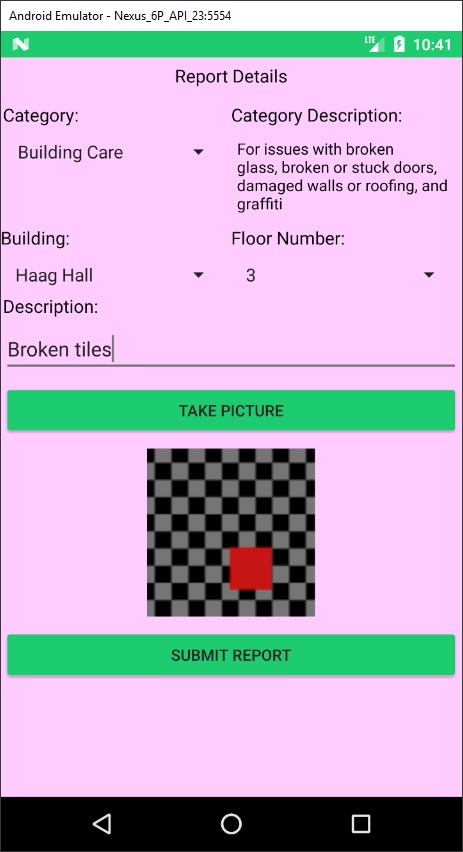 Android Emulator - Nexus_6P_API_23:5554
LTE 10:41
Report Details
Category:
Category Description:
Building Care
For issues with broken
glass, broken or stuck doors,
damaged walls or roofing, and
graffiti
Building:
Floor Number:
Haag Hall
3
Description:
Broken tiles
TAKE PICTURE
SUBMIT REPORT